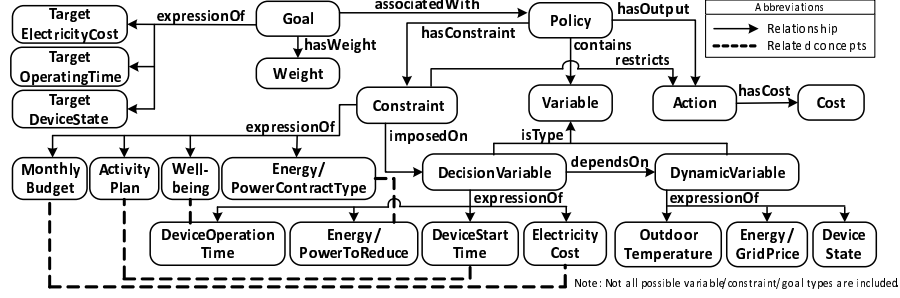 Target
ElectricityCost
expressionOf
Goal
associatedWith
Policy
hasOutput
Abbreviations
Relationship
Related concepts
hasWeight
hasConstraint
contains
restricts
Target
OperatingTime
Weight
Target
DeviceState
Constraint
Variable
Action
hasCost
Cost
expressionOf
imposedOn
isType
Monthly
Budget
Activity
Plan
Well-
being
Energy/
PowerContractType
DecisionVariable
dependsOn
DynamicVariable
expressionOf
expressionOf
DeviceOperation
Time
Energy/
PowerToReduce
DeviceStart
Time
Electricity
Cost
Outdoor
Temperature
Energy/
GridPrice
Device
State
Note: Not all possible variable/constraint/goal types are included.